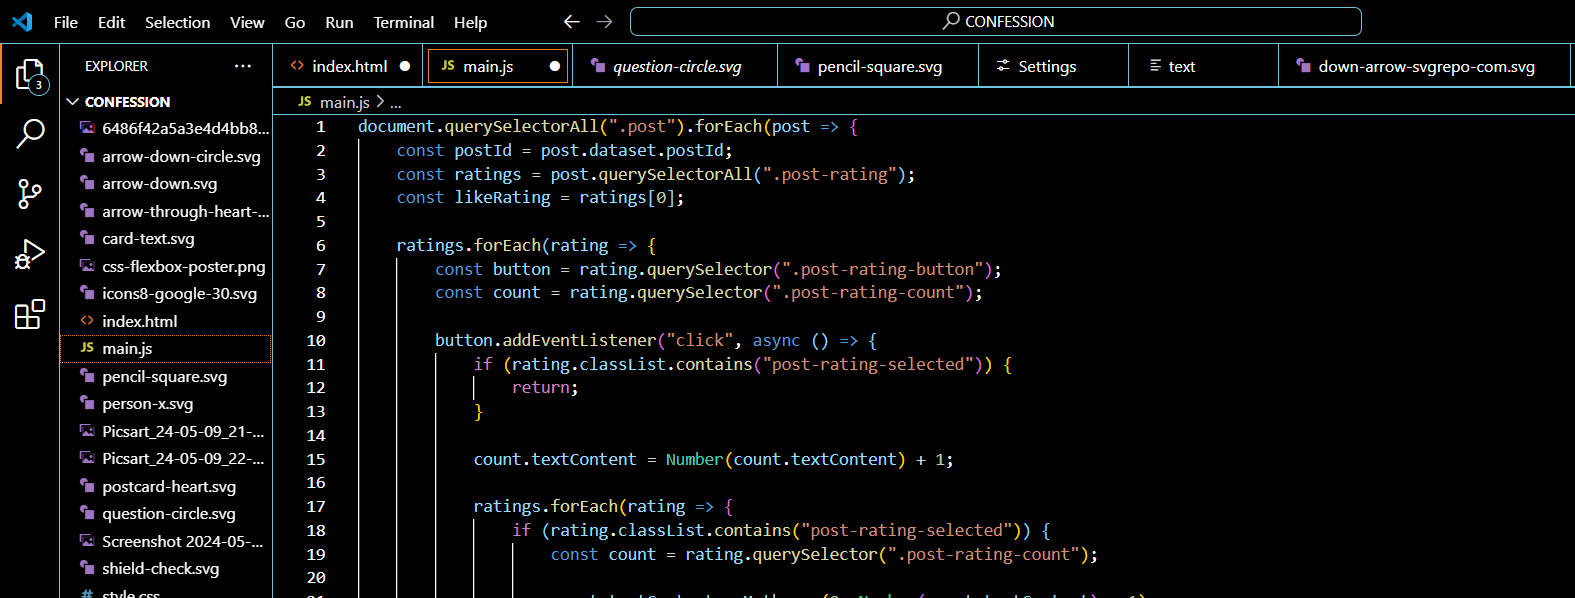 File Edit Selection View Go Run Terminal Help
CONFESSION
EXPLORER
index.html
JS main.js
question-circle.svg
pencil-square.svg
Settings
text
down-arrow-svgrepo-com.svg
3
JS main.js > ...
CONFESSION
6486f42a5a3e4d4bb8...
arrow-down-circle.svg
arrow-down.svg
arrow-through-heart-...
card-text.svg
css-flexbox-poster.png
icons8-google-30.svg
<> index.html
JS main.js
pencil-square.svg
person-x.svg
Picsart_24-05-09_21-...
Picsart_24-05-09_22-...
postcard-heart.svg
question-circle.svg
Screenshot 2024-05-...
shield-check.svg
# style.css
1 document.querySelectorAll(".post").forEach(post => {
2 const postId = post.dataset.postId;
3 const ratings = post.querySelectorAll(".post-rating");
4 const likeRating = ratings[0];
5
6 ratings.forEach(rating => {
7 const button = rating.querySelector(".post-rating-button");
8 const count = rating.querySelector(".post-rating-count");
9
10 button.addEventListener("click", async () => {
11 if (rating.classList.contains("post-rating-selected")) {
12 return;
13 }
14
15 count.textContent = Number(count.textContent) + 1;
16
17 ratings.forEach(rating => {
18 if (rating.classList.contains("post-rating-selected")) {
19 const count = rating.querySelector(".post-rating-count");
20